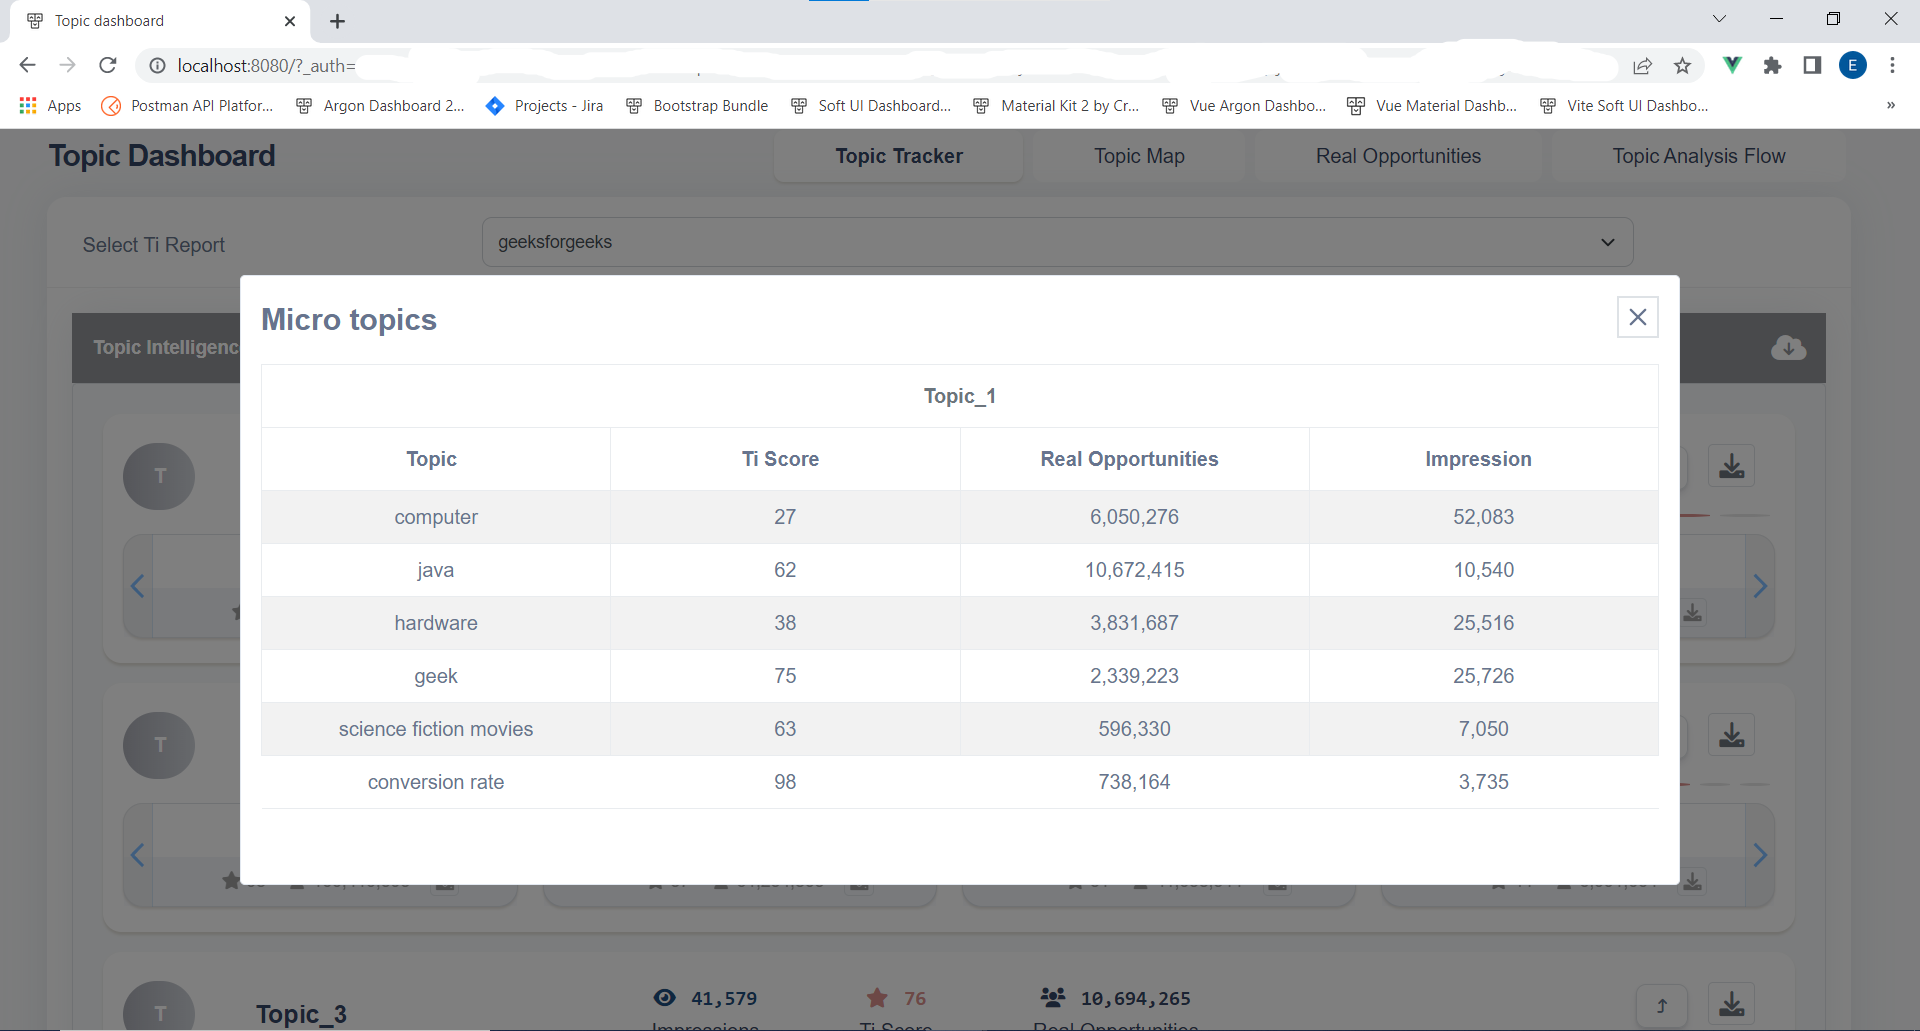 Topic dashboard
localhost:8080/?_auth=
E
Apps Postman API Platfor... Argon Dashboard 2... Projects - Jira Bootstrap Bundle Soft UI Dashboard... Material Kit 2 by Cr... Vue Argon Dashbo... Vue Material Dashb... Vite Soft UI Dashbo... »
Topic Dashboard Topic Tracker Topic Map Real Opportunities Topic Analysis Flow
Select Ti Report geeksforgeeks
Micro topics
Topic Intelligenc
Topic_1
Topic Ti Score Real Opportunities Impression
T
computer 27 6,050,276 52,083
java 62 10,672,415 10,540
hardware 38 3,831,687 25,516
geek 75 2,339,223 25,726
science fiction movies 63 596,330 7,050
T
conversion rate 98 738,164 3,735
T Topic_3 41,579 76 10,694,265
Impressions Ti Score Real Opportunities